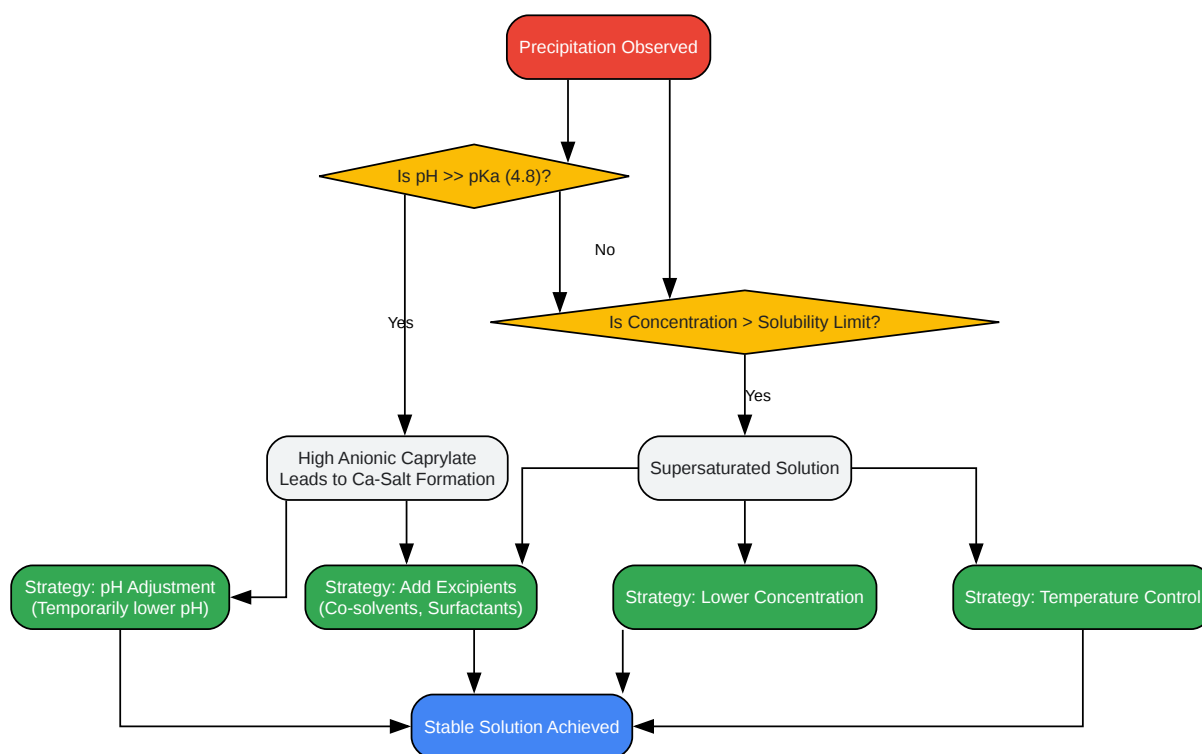 Precipitation Observed
Is pH >> pKa (4.8)?
No
Yes
Is Concentration > Solubility Limit?
Yes
High Anionic Caprylate
Leads to Ca-Salt Formation
Supersaturated Solution
Strategy: pH Adjustment
(Temporarily lower pH)
Strategy: Add Excipients
(Co-solvents, Surfactants)
Strategy: Lower Concentration
Strategy: Temperature Control
Stable Solution Achieved